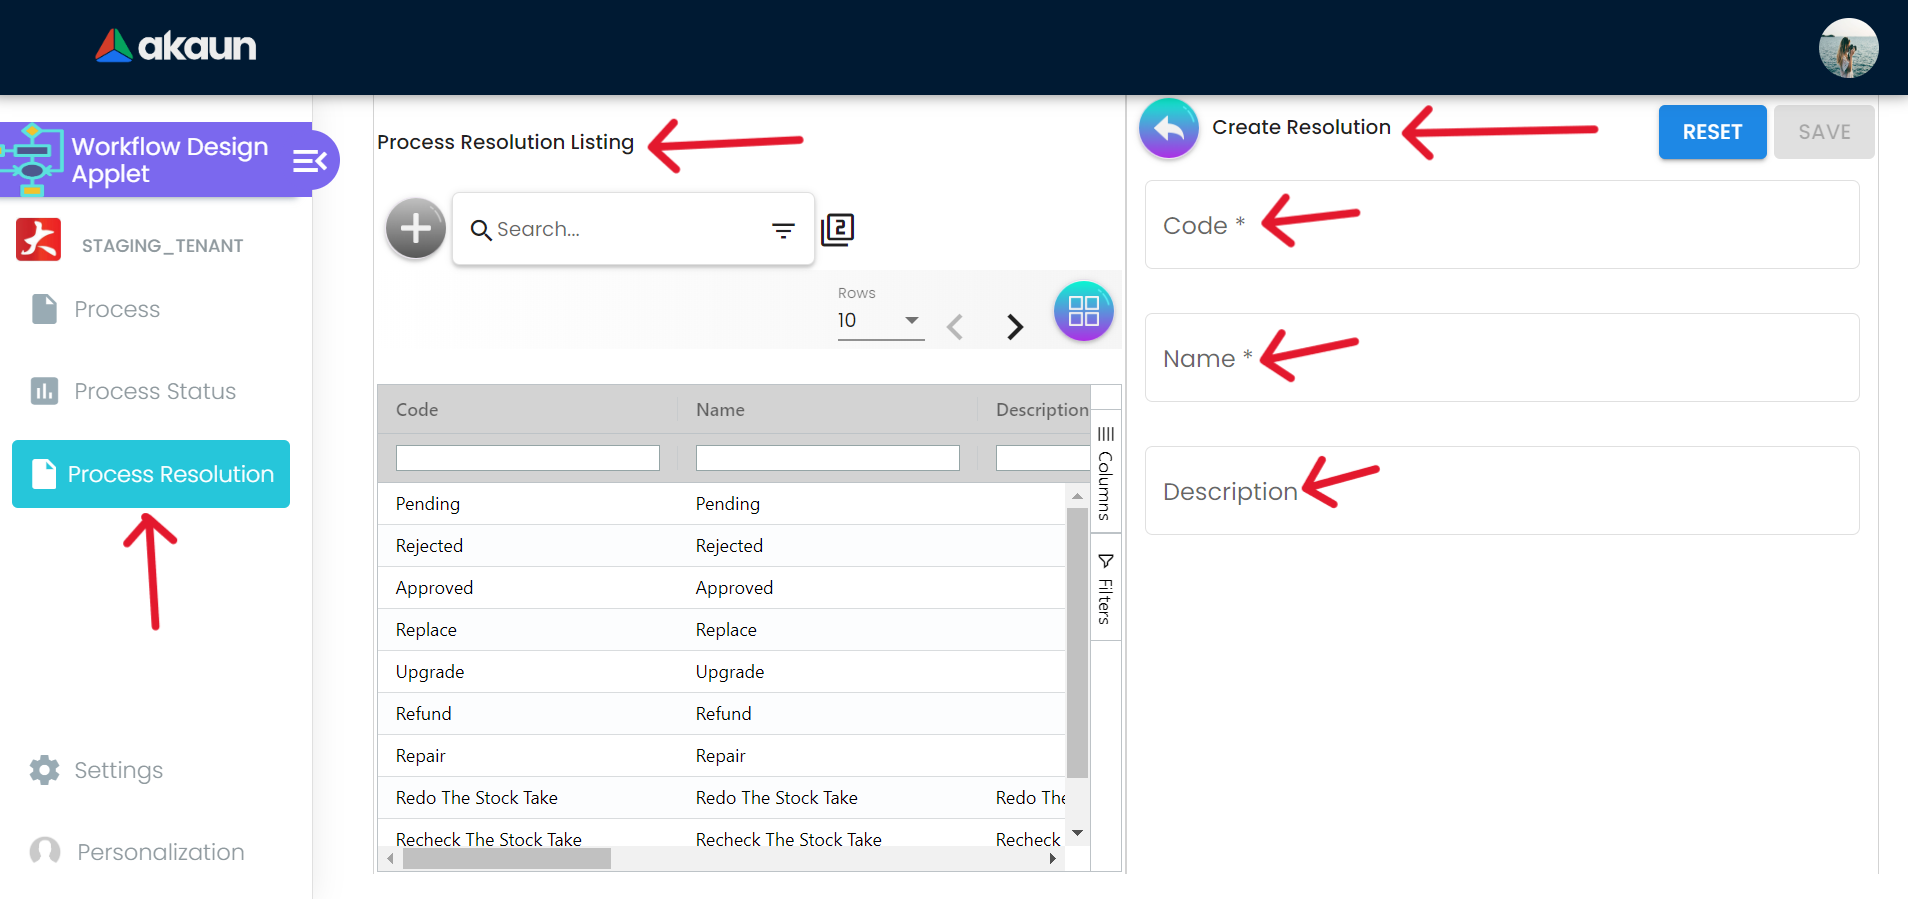 akaun
Workflow Design
Applet
STAGING_TENANT
Process
Process Status
Process Resolution
Settings
Personalization
Process Resolution Listing
Search...
2
Rows
10
Code Name Description
Pending Pending
Rejected Rejected
Approved Approved
Replace Replace
Upgrade Upgrade
Refund Refund
Repair Repair
Redo The Stock Take Redo The Stock Take Redo The
Recheck The Stock Take Recheck The Stock Take Recheck
Columns
Filters
Create Resolution
RESET
SAVE
Code *
Name *
Description